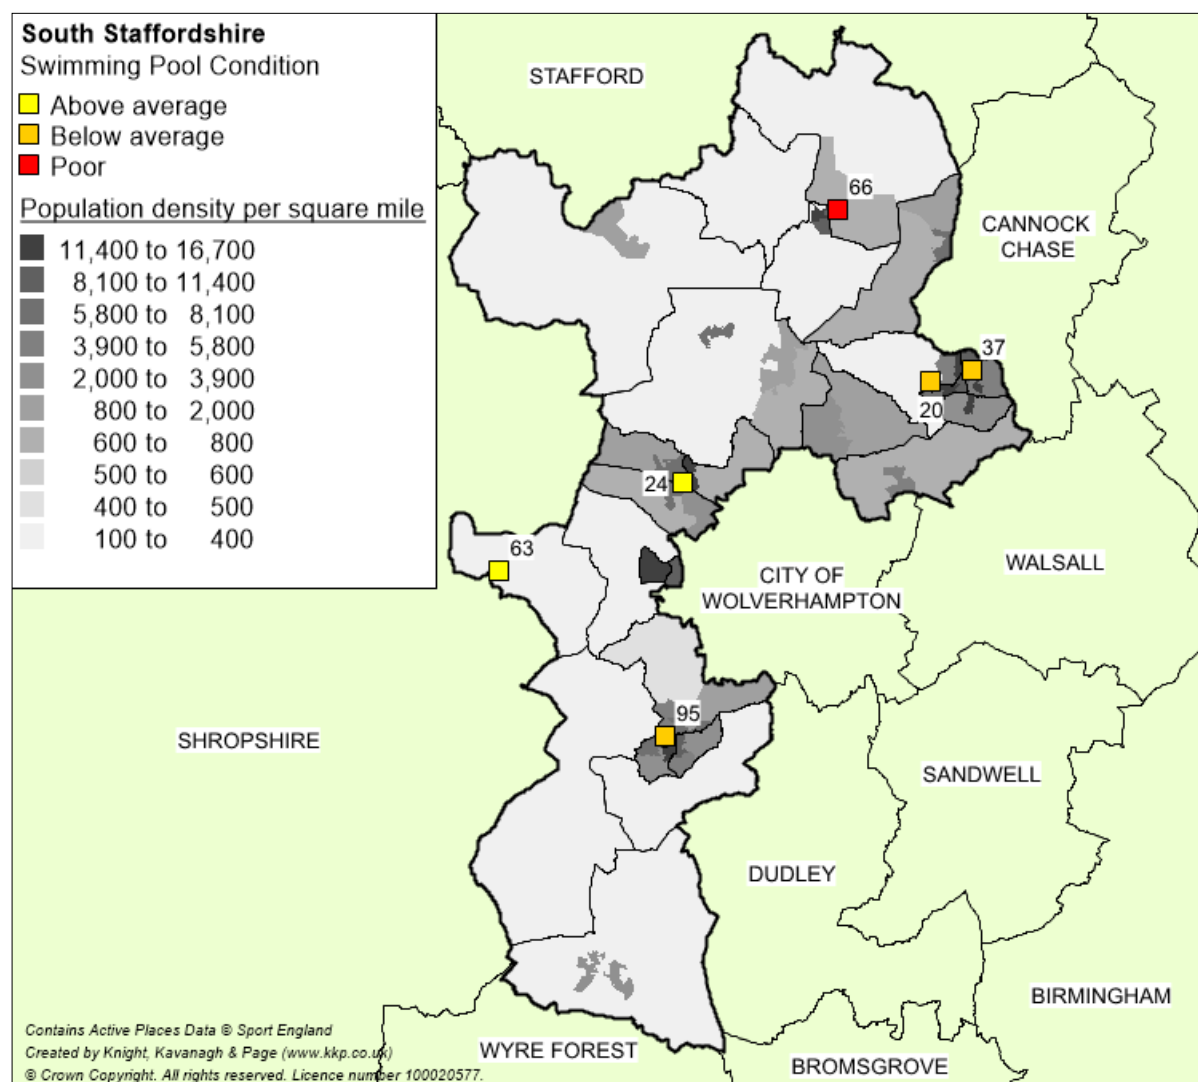 South Staffordshire
Swimming Pool Condition
Above average
Below average
Poor
Population density per square mile
11,400 to 16,700
8,100 to 11,400
5,800 to 8,100
3,900 to 5,800
2,000 to 3,900
800 to 2,000
600 to 800
500 to 600
400 to 500
100 to 400
STAFFORD
66
CANNOCK
CHASE
37
20
24
63
CITY OF
WOLVERHAMPTON
WALSALL
95
SHROPSHIRE
SANDWELL
DUDLEY
BIRMINGHAM
WYRE FOREST
BROMSGROVE
Contains Active Places Data © Sport England
Created by Knight, Kavanagh & Page (www.kkp.co.uk)
© Crown Copyright. All rights reserved. Licence number 100020577.